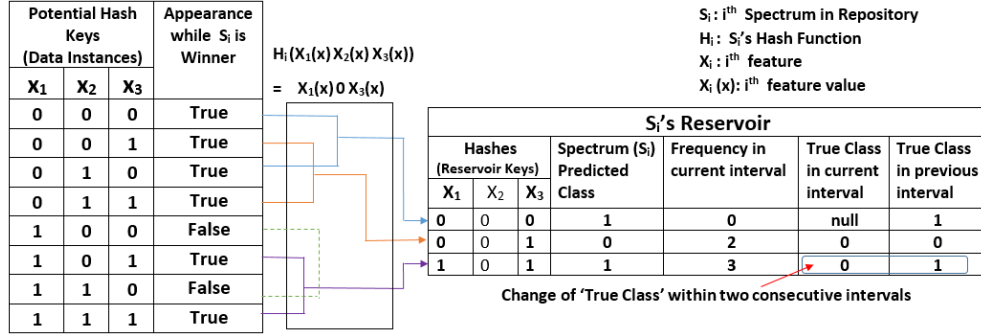 Potential Hash Keys (Data Instances)
Appearance while Sᵢ is Winner
X₁ X₂ X₃
0 0 0 True
0 0 1 True
0 1 0 True
0 1 1 True
1 0 0 False
1 0 1 True
1 1 0 False
1 1 1 True
Hᵢ(X₁(x) X₂(x) X₃(x))
= X₁(x) 0 X₃(x)
Sᵢ : iᵗʰ Spectrum in Repository
Hᵢ : Sᵢ's Hash Function
Xᵢ : iᵗʰ feature
Xᵢ (x): iᵗʰ feature value
Sᵢ's Reservoir
Hashes (Reservoir Keys)
Spectrum (Sᵢ) Predicted Class
Frequency in current interval
True Class in current interval
True Class in previous interval
X₁ X₂ X₃
0 0 0 1 0 null 1
0 0 1 0 2 0 0
1 0 1 1 3 0 1
Change of 'True Class' within two consecutive intervals